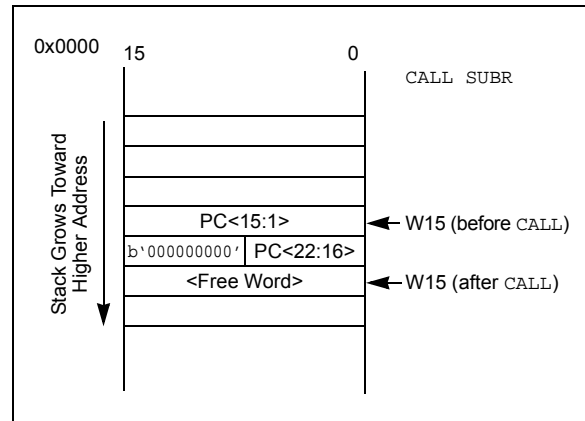 0x0000
15 0
CALL SUBR
Stack Grows Toward
Higher Address
PC<15:1>
W15 (before CALL)
b‘000000000’ PC<22:16>
<Free Word>
W15 (after CALL)